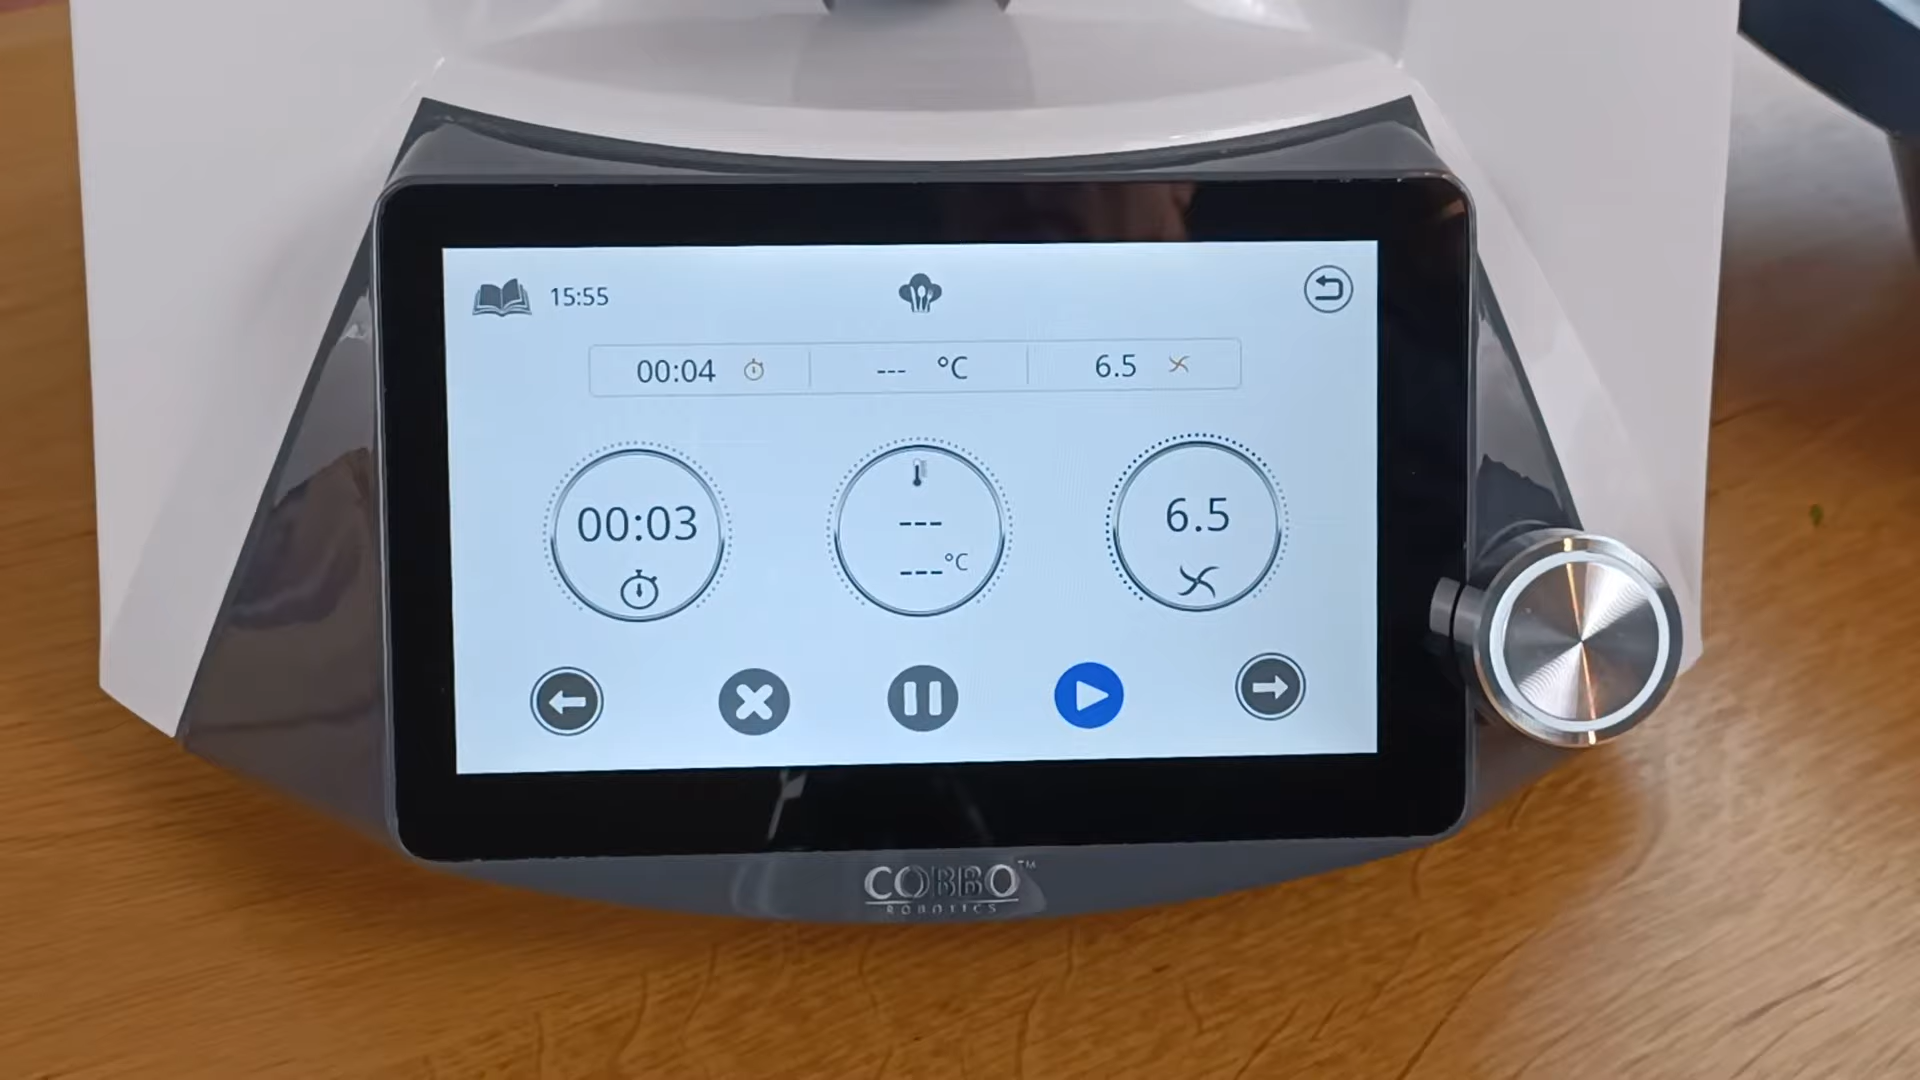 15:55
00:04 --- °C 6.5
00:03 --- ---°C 6.5
COBBO™
ROBOTICS